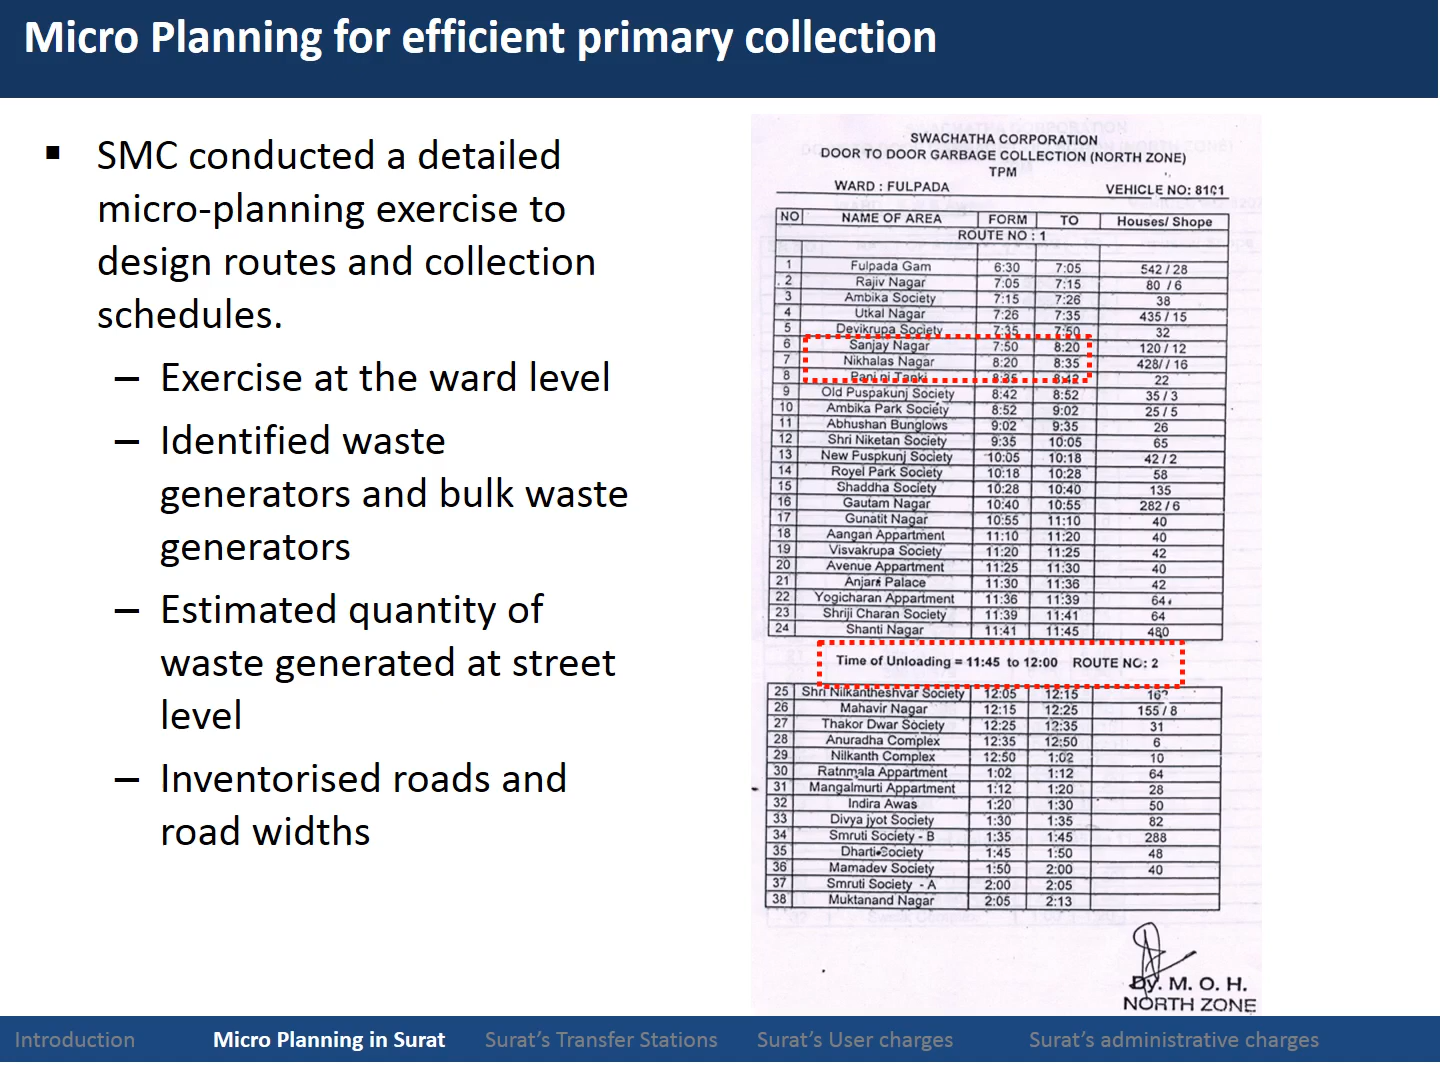 Micro Planning for efficient primary collection
▪ SMC conducted a detailed
micro-planning exercise to
design routes and collection
schedules.
– Exercise at the ward level
– Identified waste
generators and bulk waste
generators
– Estimated quantity of
waste generated at street
level
– Inventorised roads and
road widths
SWACHATHA CORPORATION
DOOR TO DOOR GARBAGE COLLECTION (NORTH ZONE)
TPM
WARD : FULPADA VEHICLE NO: 8101
NO NAME OF AREA FORM TO Houses/ Shope
ROUTE NO : 1
1 Fulpada Gam 6:30 7:05 542 / 28
2 Rajiv Nagar 7:05 7:15 80 / 6
3 Ambika Society 7:15 7:26 38
4 Utkal Nagar 7:26 7:35 435 / 15
5 Devikrupa Society 7:35 7:50 32
6 Sanjay Nagar 7:50 8:20 120 / 12
7 Nikhalas Nagar 8:20 8:35 428// 16
8 Pani ni Tanki 8:35 8:42 22
9 Old Puspakunj Society 8:42 8:52 35 / 3
10 Ambika Park Society 8:52 9:02 25 / 5
11 Abhushan Bunglows 9:02 9:35 26
12 Shri Niketan Society 9:35 10:05 65
13 New Puspkunj Society 10:05 10:18 42 / 2
14 Royel Park Society 10:18 10:28 58
15 Shaddha Society 10:28 10:40 135
16 Gautam Nagar 10:40 10:55 282 / 6
17 Gunatit Nagar 10:55 11:10 40
18 Aangan Appartment 11:10 11:20 40
19 Visvakrupa Society 11:20 11:25 42
20 Avenue Appartment 11:25 11:30 40
21 Anjari Palace 11:30 11:36 42
22 Yogicharan Appartment 11:36 11:39 64
23 Shriji Charan Society 11:39 11:41 64
24 Shanti Nagar 11:41 11:45 480
Time of Unloading = 11:45 to 12:00 ROUTE NO: 2
25 Shri Nilkantheshvar Society 12:05 12:15
26 Mahavir Nagar 12:15 12:25 155 / 8
27 Thakor Dwar Society 12:25 12:35 31
28 Anuradha Complex 12:35 12:50 6
29 Nilkanth Complex 12:50 1:02 10
30 Ratnmala Appartment 1:02 1:12 64
31 Mangalmurti Appartment 1:12 1:20 28
32 Indira Awas 1:20 1:30 50
33 Divya jyot Society 1:30 1:35 82
34 Smruti Society - B 1:35 1:45 288
35 Dharti Society 1:45 1:50 48
36 Mamadev Society 1:50 2:00 40
37 Smruti Society - A 2:00 2:05
38 Muktanand Nagar 2:05 2:13
Dy. M. O. H.
NORTH ZONE
Introduction Micro Planning in Surat Surat's Transfer Stations Surat's User charges Surat's administrative charges